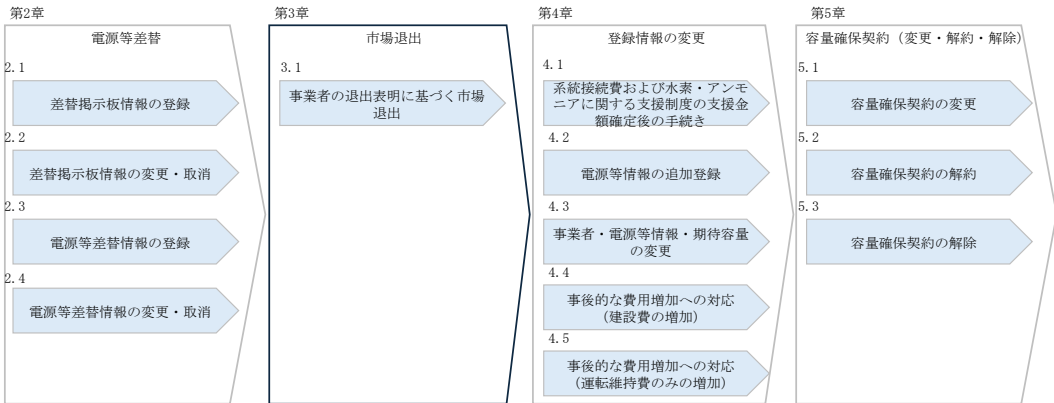 第2章
電源等差替
2.1
差替掲示板情報の登録
2.2
差替掲示板情報の変更・取消
2.3
電源等差替情報の登録
2.4
電源等差替情報の変更・取消
第3章
市場退出
3.1
事業者の退出表明に基づく市場
退出
第4章
登録情報の変更
4.1
系統接続費および水素・アンモ
ニアに関する支援制度の支援金
額確定後の手続き
4.2
電源等情報の追加登録
4.3
事業者・電源等情報・期待容量
の変更
4.4
事後的な費用増加への対応
（建設費の増加）
4.5
事後的な費用増加への対応
（運転維持費のみの増加）
第5章
容量確保契約（変更・解約・解除）
5.1
容量確保契約の変更
5.2
容量確保契約の解約
5.3
容量確保契約の解除